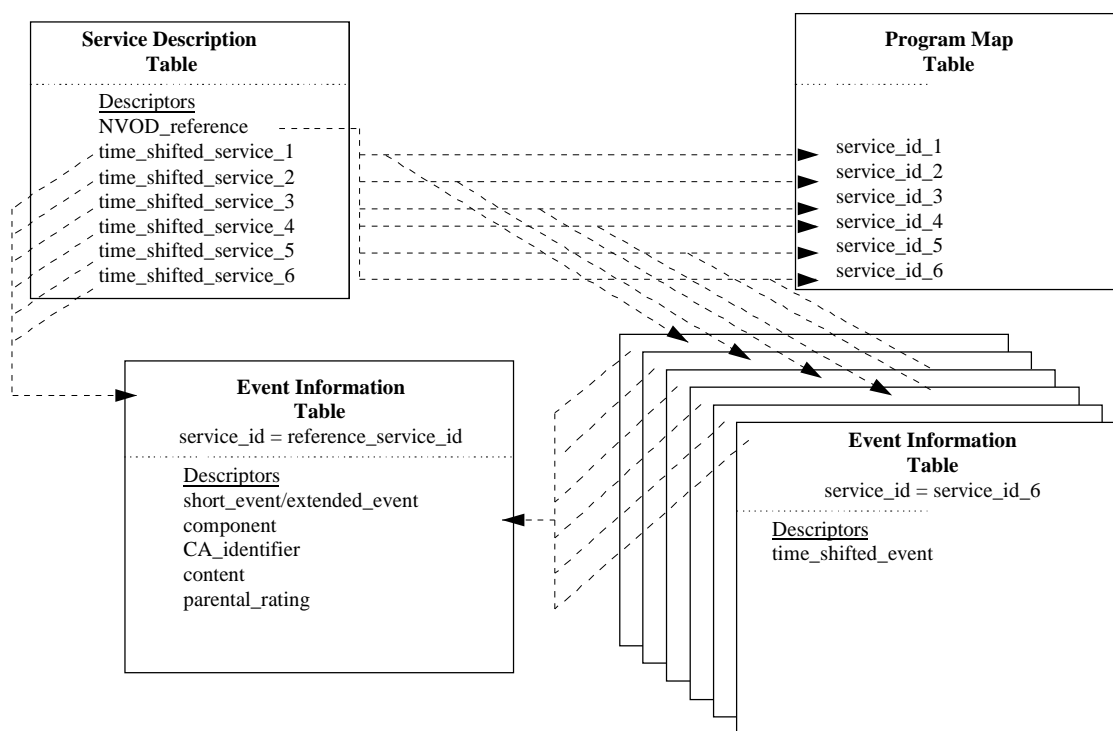 Service Description
Table
Descriptors
NVOD_reference
time_shifted_service_1
time_shifted_service_2
time_shifted_service_3
time_shifted_service_4
time_shifted_service_5
time_shifted_service_6
Program Map
Table
service_id_1
service_id_2
service_id_3
service_id_4
service_id_5
service_id_6
Event Information
Table
service_id = reference_service_id
Descriptors
short_event/extended_event
component
CA_identifier
content
parental_rating
Event Information
Table
service_id = service_id_6
Descriptors
time_shifted_event